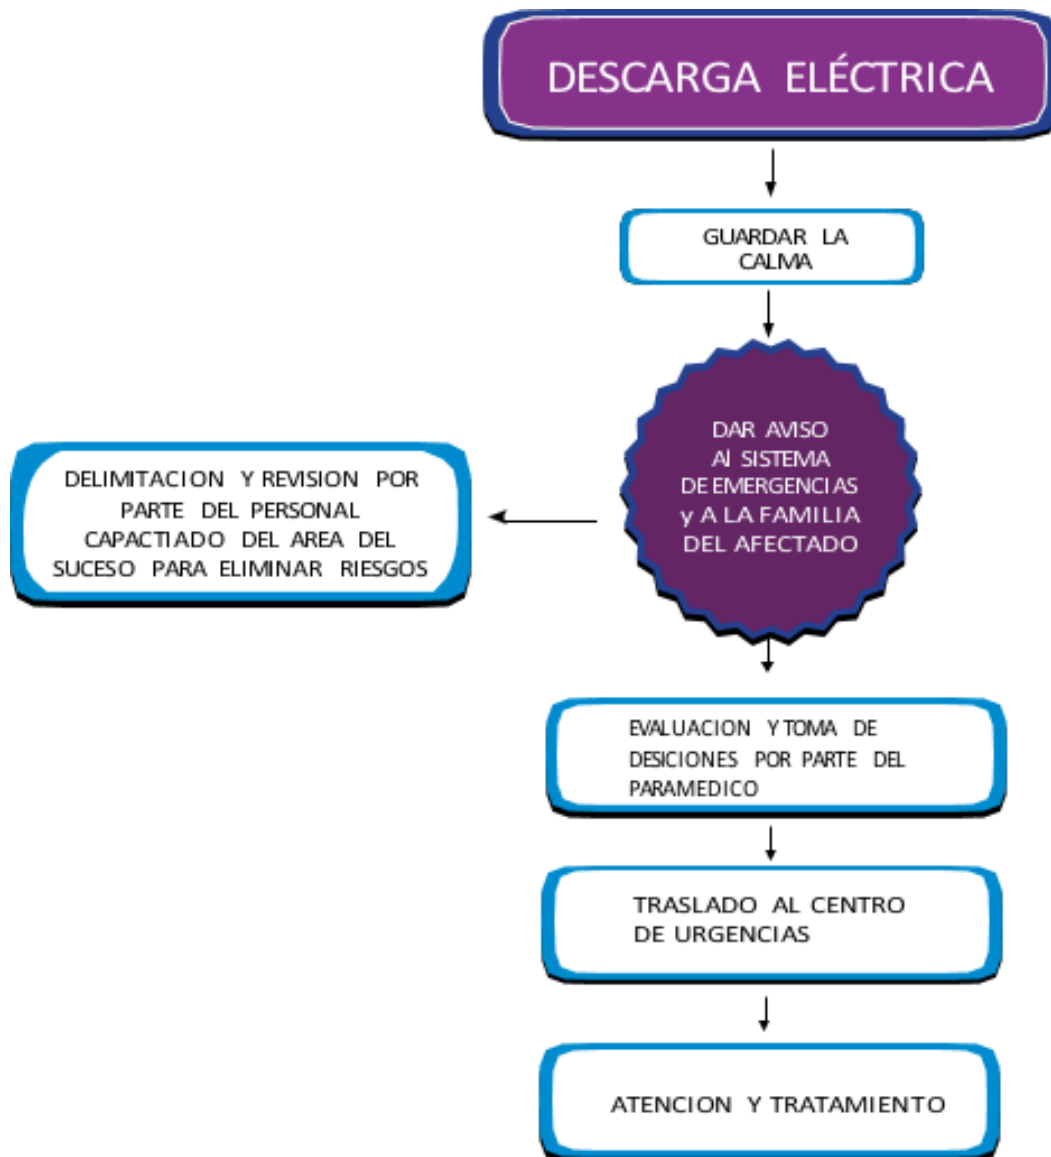 DESCARGA ELÉCTRICA
GUARDAR LA
CALMA
DAR AVISO
Al SISTEMA
DE EMERGENCIAS
y A LA FAMILIA
DEL AFECTADO
DELIMITACION Y REVISION POR
PARTE DEL PERSONAL
CAPACTIADO DEL AREA DEL
SUCESO PARA ELIMINAR RIESGOS
EVALUACION Y TOMA DE
DESICIONES POR PARTE DEL
PARAMEDICO
TRASLADO AL CENTRO
DE URGENCIAS
ATENCION Y TRATAMIENTO